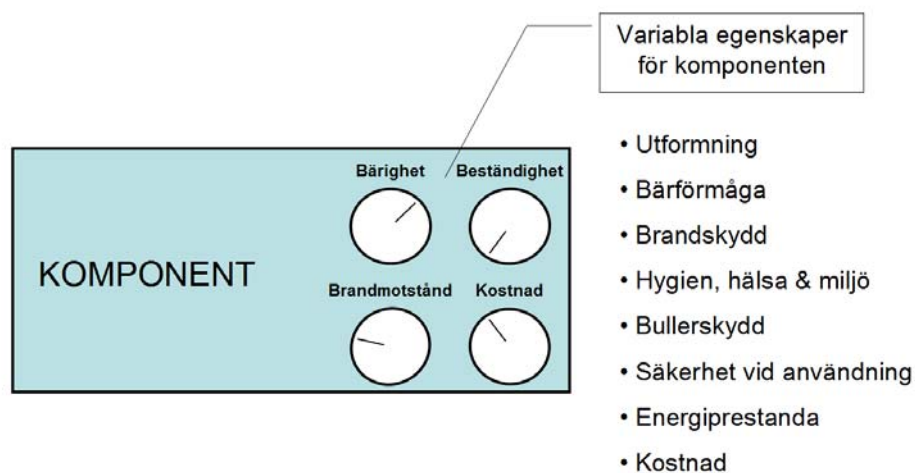 Variabla egenskaper
för komponenten
KOMPONENT
Bärighet
Beständighet
Brandmotstånd
Kostnad
• Utformning
• Bärförmåga
• Brandskydd
• Hygien, hälsa & miljö
• Bullerskydd
• Säkerhet vid användning
• Energiprestanda
• Kostnad